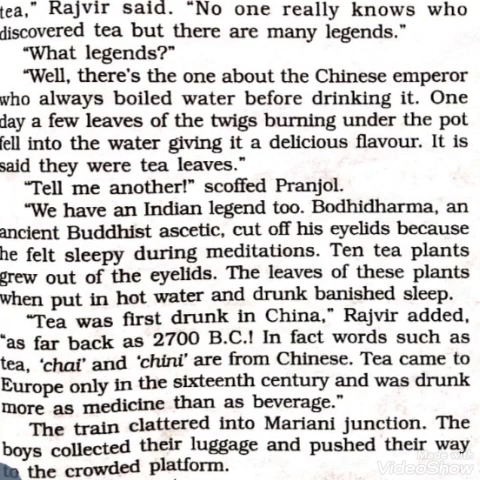 tea,” Rajvir said. “No one really knows who
discovered tea but there are many legends.”
“What legends?”
“Well, there’s the one about the Chinese emperor
who always boiled water before drinking it. One
day a few leaves of the twigs burning under the pot
fell into the water giving it a delicious flavour. It is
said they were tea leaves.”
“Tell me another!” scoffed Pranjol.
“We have an Indian legend too. Bodhidharma, an
ancient Buddhist ascetic, cut off his eyelids because
he felt sleepy during meditations. Ten tea plants
grew out of the eyelids. The leaves of these plants
when put in hot water and drunk banished sleep.
“Tea was first drunk in China,” Rajvir added,
“as far back as 2700 B.C.! In fact words such as
tea, ‘chai’ and ‘chini’ are from Chinese. Tea came to
Europe only in the sixteenth century and was drunk
more as medicine than as beverage.”
The train clattered into Mariani junction. The
boys collected their luggage and pushed their way
to the crowded platform.
Made with
VideoShow